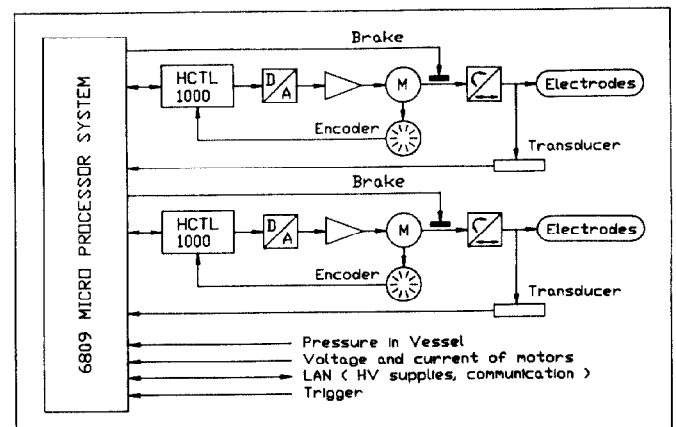 6809 MICRO PROCESSOR SYSTEM
Brake
HCTL
1000
D
A
M
Electrodes
Encoder
Transducer
Brake
HCTL
1000
D
A
M
Electrodes
Encoder
Transducer
Pressure in Vessel
Voltage and current of motors
LAN ( HV supplies, communication )
Trigger